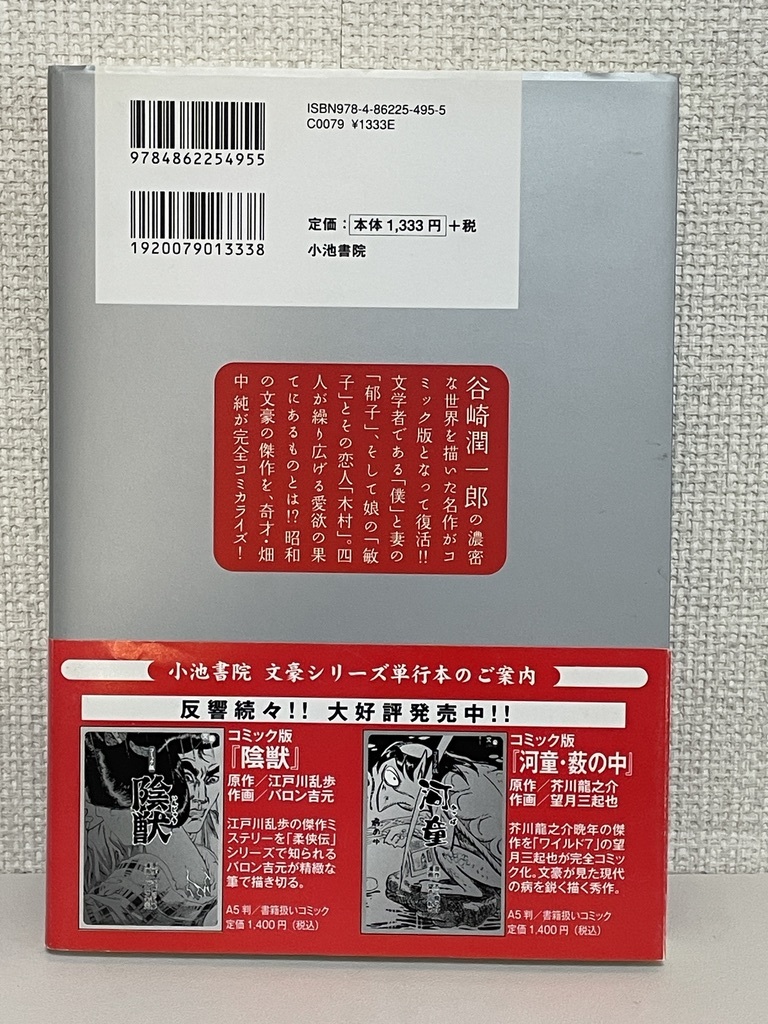 ISBN978-4-86225-495-5
C0079 ¥1333E
9784862254955
1920079013338
定価：本体1,333円＋税
小池書院
谷崎潤一郎の濃密
な世界を描いた名作がコ
ミック版となって復活!!
文学者である「僕」と妻の
「郁子」、そして娘の「敏
子」とその恋人「木村」。四
人が繰り広げる愛欲の果
てにあるものとは!? 昭和
の文豪の傑作を、奇才・畑
中 純が完全コミカライズ！
小池書院 文豪シリーズ単行本のご案内
反響続々!! 大好評発売中!!
陰獣
コミック版
『陰獣』
原作／江戸川乱歩
作画／バロン吉元
江戸川乱歩の傑作ミ
ステリーを「柔侠伝」
シリーズで知られる
バロン吉元が精緻な
筆で描き切る。
A5判／書籍扱いコミック
定価1,400円（税込）
河童
コミック版
『河童・薮の中』
原作／芥川龍之介
作画／望月三起也
芥川龍之介晩年の傑
作を「ワイルド7」の望
月三起也が完全コミッ
ク化。文豪が見た現代
の病を鋭く描く秀作。
A5判／書籍扱いコミック
定価1,400円（税込）